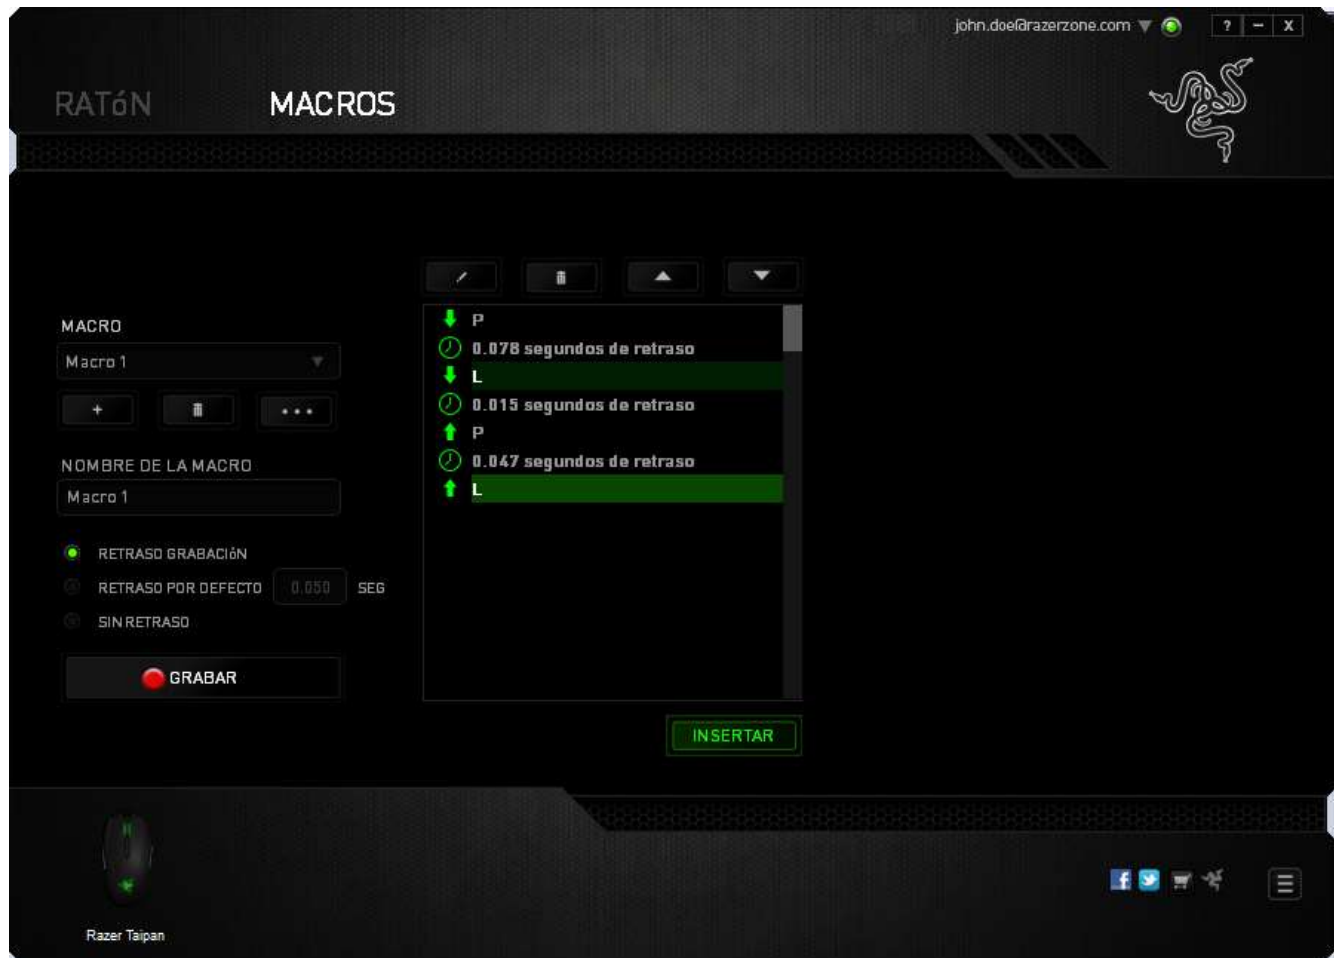 john.doe@razerzone.com
? – X
RATóN MACROS
MACRO
Macro 1
+
NOMBRE DE LA MACRO
Macro 1
RETRASO GRABACIóN
RETRASO POR DEFECTO 0.050 SEG
SIN RETRASO
GRABAR
P
0.078 segundos de retraso
L
0.015 segundos de retraso
P
0.047 segundos de retraso
L
INSERTAR
Razer Taipan
f